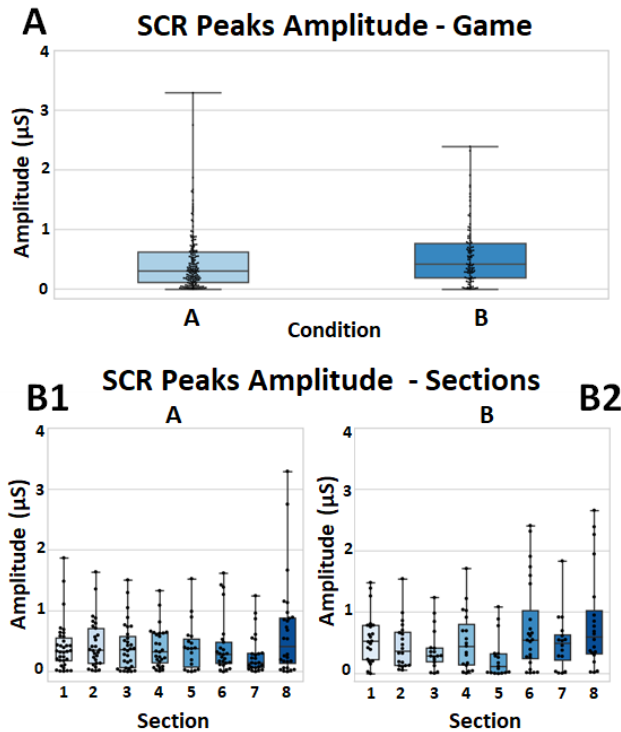 A
SCR Peaks Amplitude - Game
4
3
2
1
0
Amplitude (µS)
A
B
Condition
SCR Peaks Amplitude - Sections
B1
B2
A
B
4
3
2
1
0
Amplitude (µS)
1 2 3 4 5 6 7 8
Section
4
3
2
1
0
Amplitude (µS)
1 2 3 4 5 6 7 8
Section